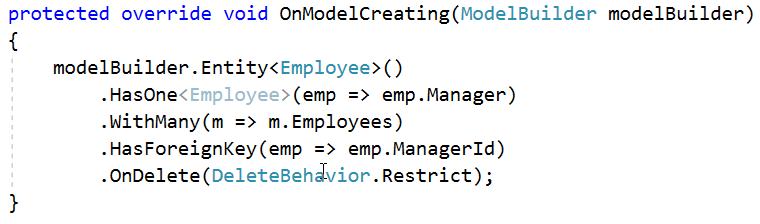 protected override void OnModelCreating(ModelBuilder modelBuilder)
{
    modelBuilder.Entity<Employee>()
        .HasOne<Employee>(emp => emp.Manager)
        .WithMany(m => m.Employees)
        .HasForeignKey(emp => emp.ManagerId)
        .OnDelete(DeleteBehavior.Restrict);
}